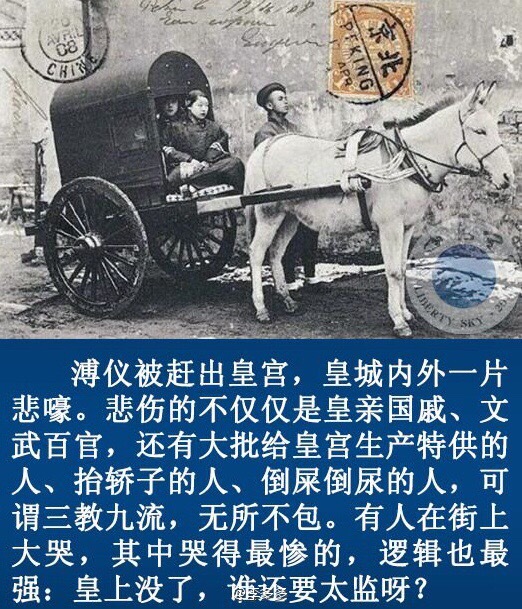 AVRIL
08
CHINE
PEKING
北京
LIBERTY SKY
溥仪被赶出皇宫，皇城内外一片
悲嚎。悲伤的不仅仅是皇亲国戚、文
武百官，还有大批给皇宫生产特供的
人、抬轿子的人、倒屎倒尿的人，可
谓三教九流，无所不包。有人在街上
大哭，其中哭得最惨的，逻辑也最
强：皇上没了，谁还要太监呀？